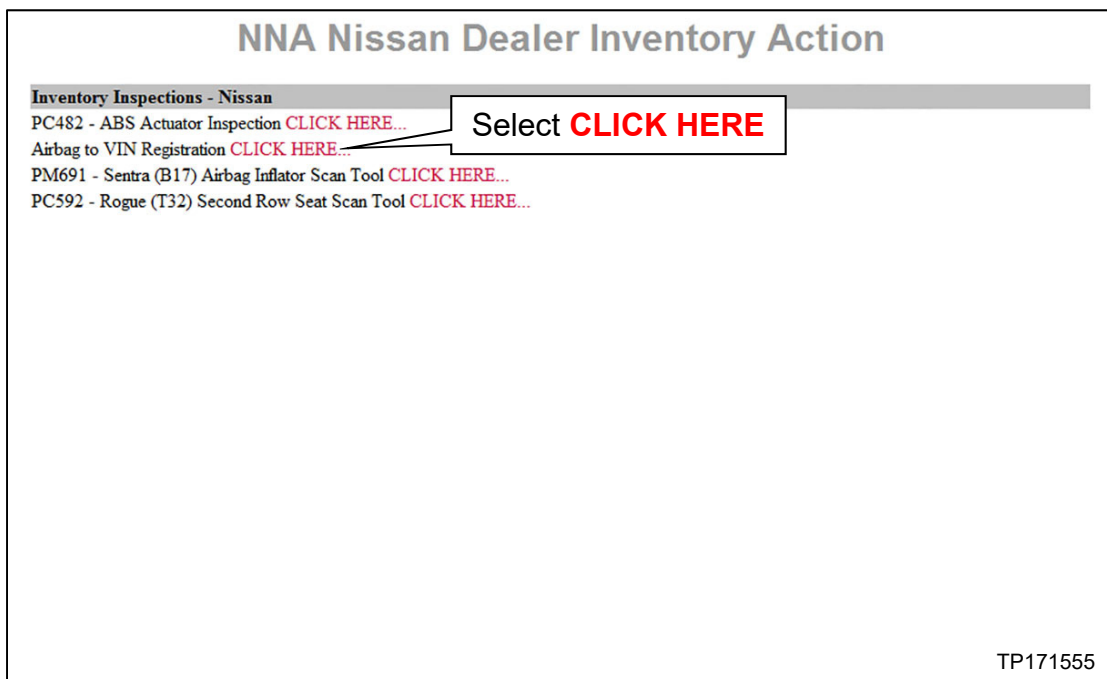 NNA Nissan Dealer Inventory Action
Inventory Inspections - Nissan
PC482 - ABS Actuator Inspection CLICK HERE...
Select CLICK HERE
Airbag to VIN Registration CLICK HERE...
PM691 - Sentra (B17) Airbag Inflator Scan Tool CLICK HERE...
PC592 - Rogue (T32) Second Row Seat Scan Tool CLICK HERE...
TP171555